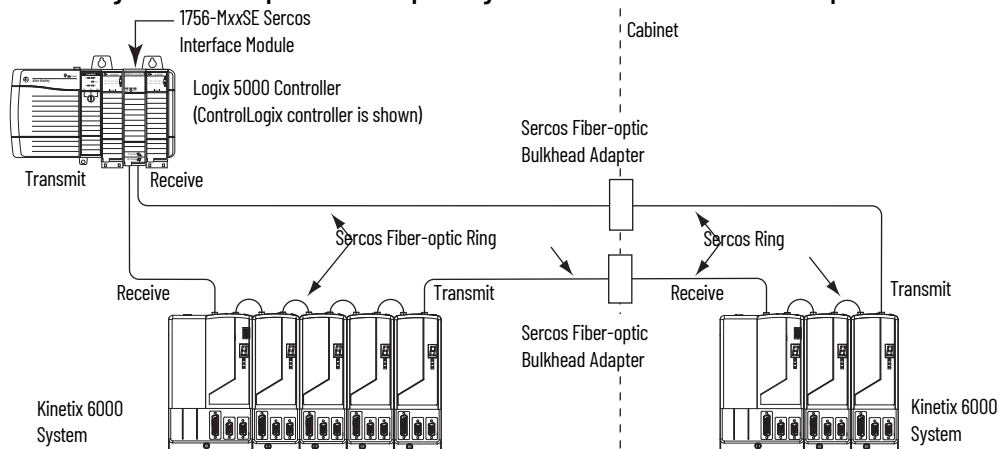 1756-MxxSE Sercos
Interface Module
Cabinet
Logix 5000 Controller
(ControlLogix controller is shown)
Sercos Fiber-optic
Bulkhead Adapter
Transmit
Receive
Sercos Fiber-optic Ring
Sercos Ring
Receive
Transmit
Receive
Transmit
Sercos Fiber-optic
Bulkhead Adapter
Kinetix 6000
System
Kinetix 6000
System